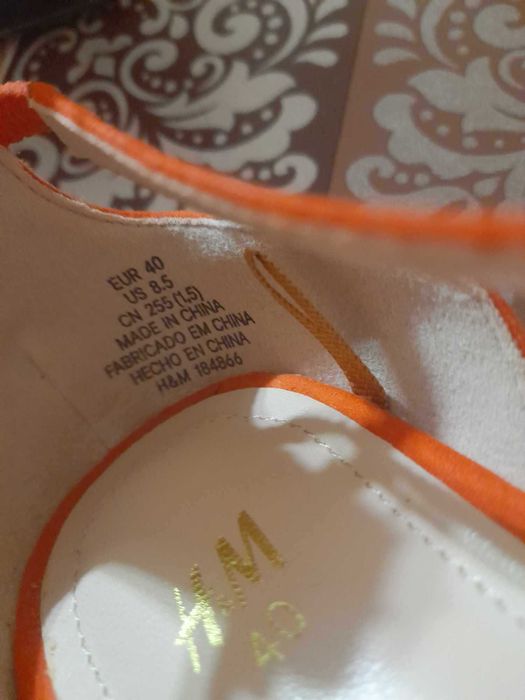 EUR 40
US 8.5
CN 255 (1,5)
MADE IN CHINA
FABRICADO EM CHINA
HECHO EN CHINA
H&M 184866
H&M
40